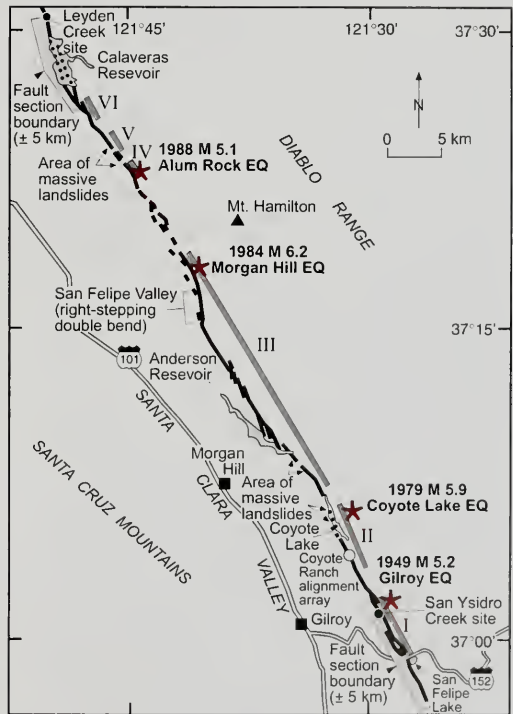 Leyden
Creek
site
121°45'
121°30'
37°30'
Calaveras
Resevoir
Fault
section
boundary
(± 5 km)
VI
V
IV
1988 M 5.1
Alum Rock EQ
Area of
massive
landslides
N
0 5 km
DIABLO
RANGE
Mt. Hamilton
1984 M 6.2
Morgan Hill EQ
San Felipe Valley
(right-stepping
double bend)
37°15'
III
101
Anderson
Resevoir
SANTA
CLARA
VALLEY
SANTA CRUZ MOUNTAINS
Morgan
Hill
Area of
massive
landslides
1979 M 5.9
Coyote Lake EQ
II
Coyote
Lake
Coyote
Ranch
alignment
array
1949 M 5.2
Gilroy EQ
San Ysidro
Creek site
I
Gilroy
37°00'
Fault
section
boundary
(± 5 km)
San
Felipe
Lake
152